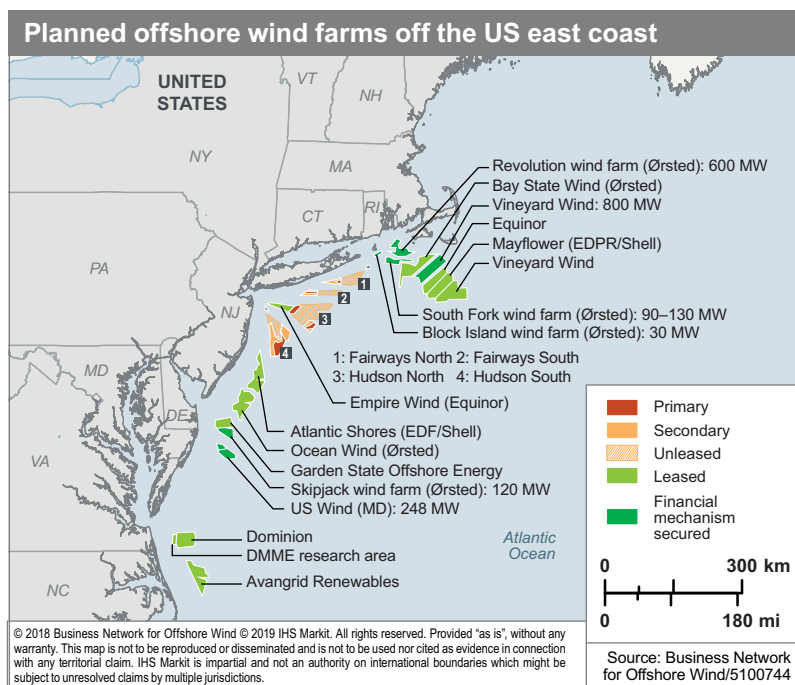 Planned offshore wind farms off the US east coast
UNITED
STATES
VT
NH
NY
MA
CT
RI
PA
NJ
MD
DE
VA
NC
Revolution wind farm (Ørsted): 600 MW
Bay State Wind (Ørsted)
Vineyard Wind: 800 MW
Equinor
Mayflower (EDPR/Shell)
Vineyard Wind
South Fork wind farm (Ørsted): 90–130 MW
Block Island wind farm (Ørsted): 30 MW
1
2
3
4
1: Fairways North 2: Fairways South
3: Hudson North 4: Hudson South
Empire Wind (Equinor)
Atlantic Shores (EDF/Shell)
Ocean Wind (Ørsted)
Garden State Offshore Energy
Skipjack wind farm (Ørsted): 120 MW
US Wind (MD): 248 MW
Dominion
DMME research area
Avangrid Renewables
Atlantic
Ocean
Primary
Secondary
Unleased
Leased
Financial
mechanism
secured
0 300 km
0 180 mi
Source: Business Network
for Offshore Wind/5100744
© 2018 Business Network for Offshore Wind © 2019 IHS Markit. All rights reserved. Provided “as is”, without any
warranty. This map is not to be reproduced or disseminated and is not to be used nor cited as evidence in connection
with any territorial claim. IHS Markit is impartial and not an authority on international boundaries which might be
subject to unresolved claims by multiple jurisdictions.